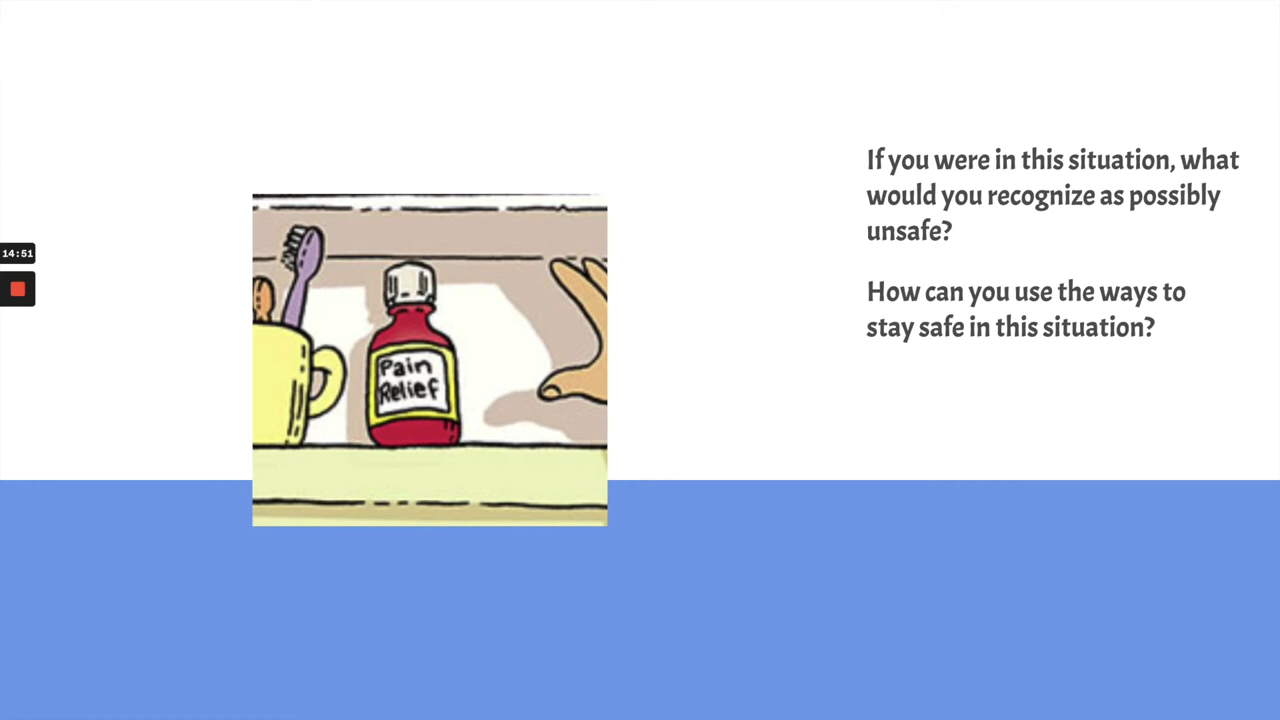 If you were in this situation, what
would you recognize as possibly
unsafe?
How can you use the ways to
stay safe in this situation?
14:51
Pain
Relief